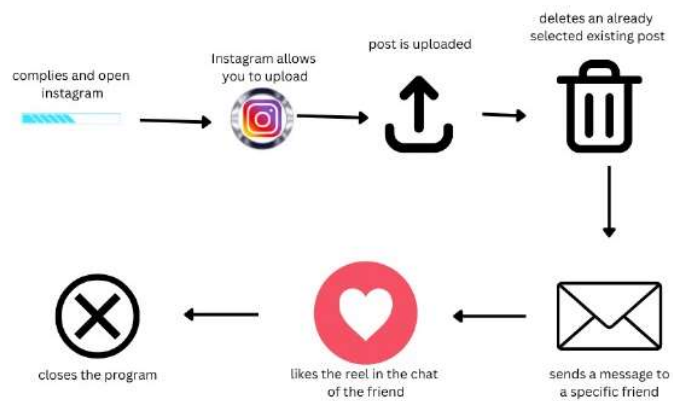 complies and open
instagram
Instagram allows
you to upload
post is uploaded
deletes an already
selected existing post
closes the program
likes the reel in the chat
of the friend
sends a message to
a specific friend